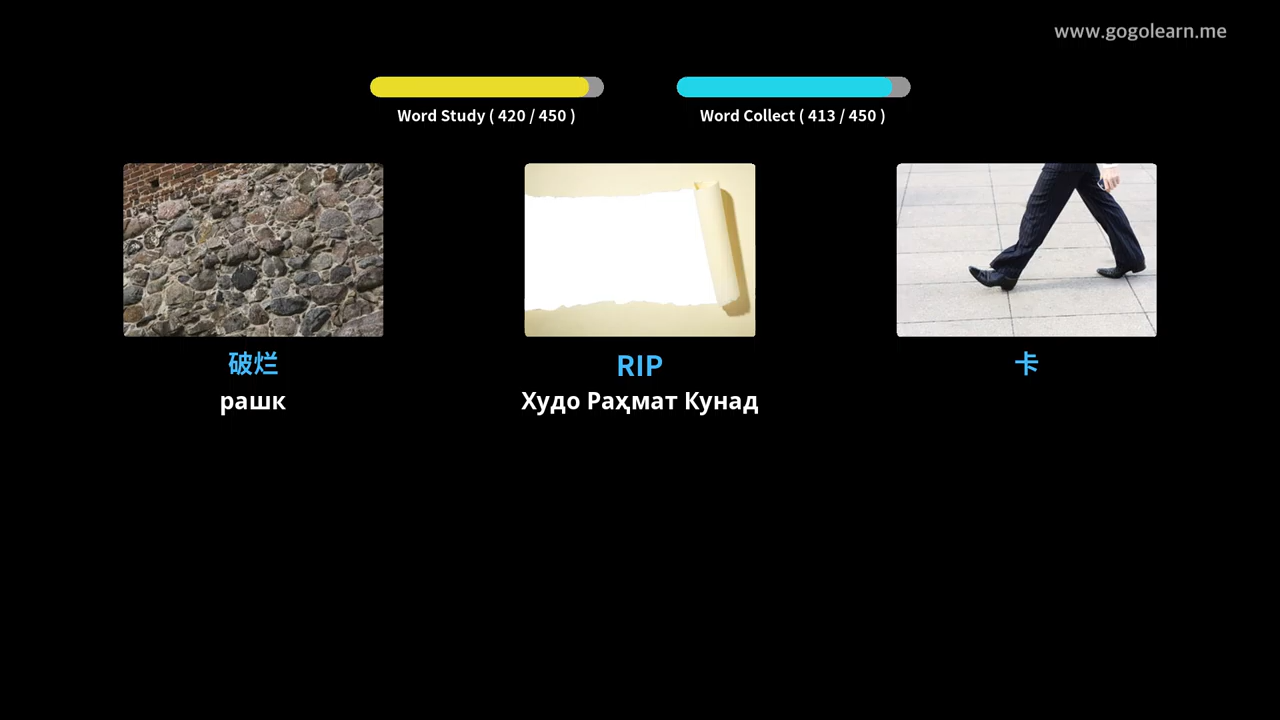 www.gogolearn.me
Word Study ( 420 / 450 )
Word Collect ( 413 / 450 )
破烂
рашк
RIP
Худо Раҳмат Кунад
卡